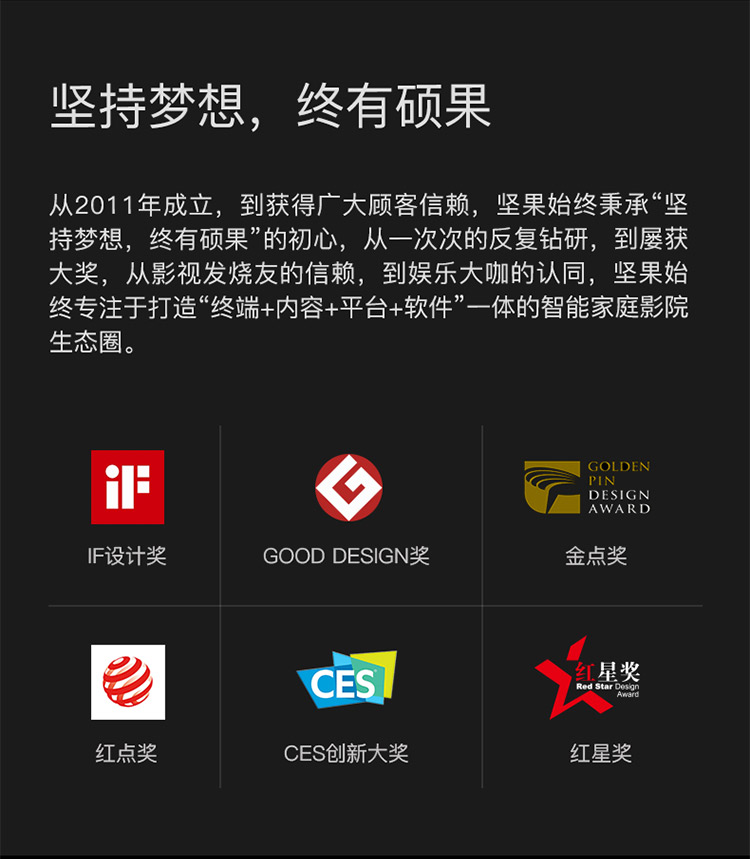 坚持梦想，终有硕果
从2011年成立，到获得广大顾客信赖，坚果始终秉承“坚
持梦想，终有硕果”的初心，从一次次的反复钻研，到屡获
大奖，从影视发烧友的信赖，到娱乐大咖的认同，坚果始
终专注于打造“终端+内容+平台+软件”一体的智能家庭影院
生态圈。
iF
G
GOLDEN
PIN
DESIGN
AWARD
IF设计奖
GOOD DESIGN奖
金点奖
CES
红星奖
Red Star Design
Award
红点奖
CES创新大奖
红星奖